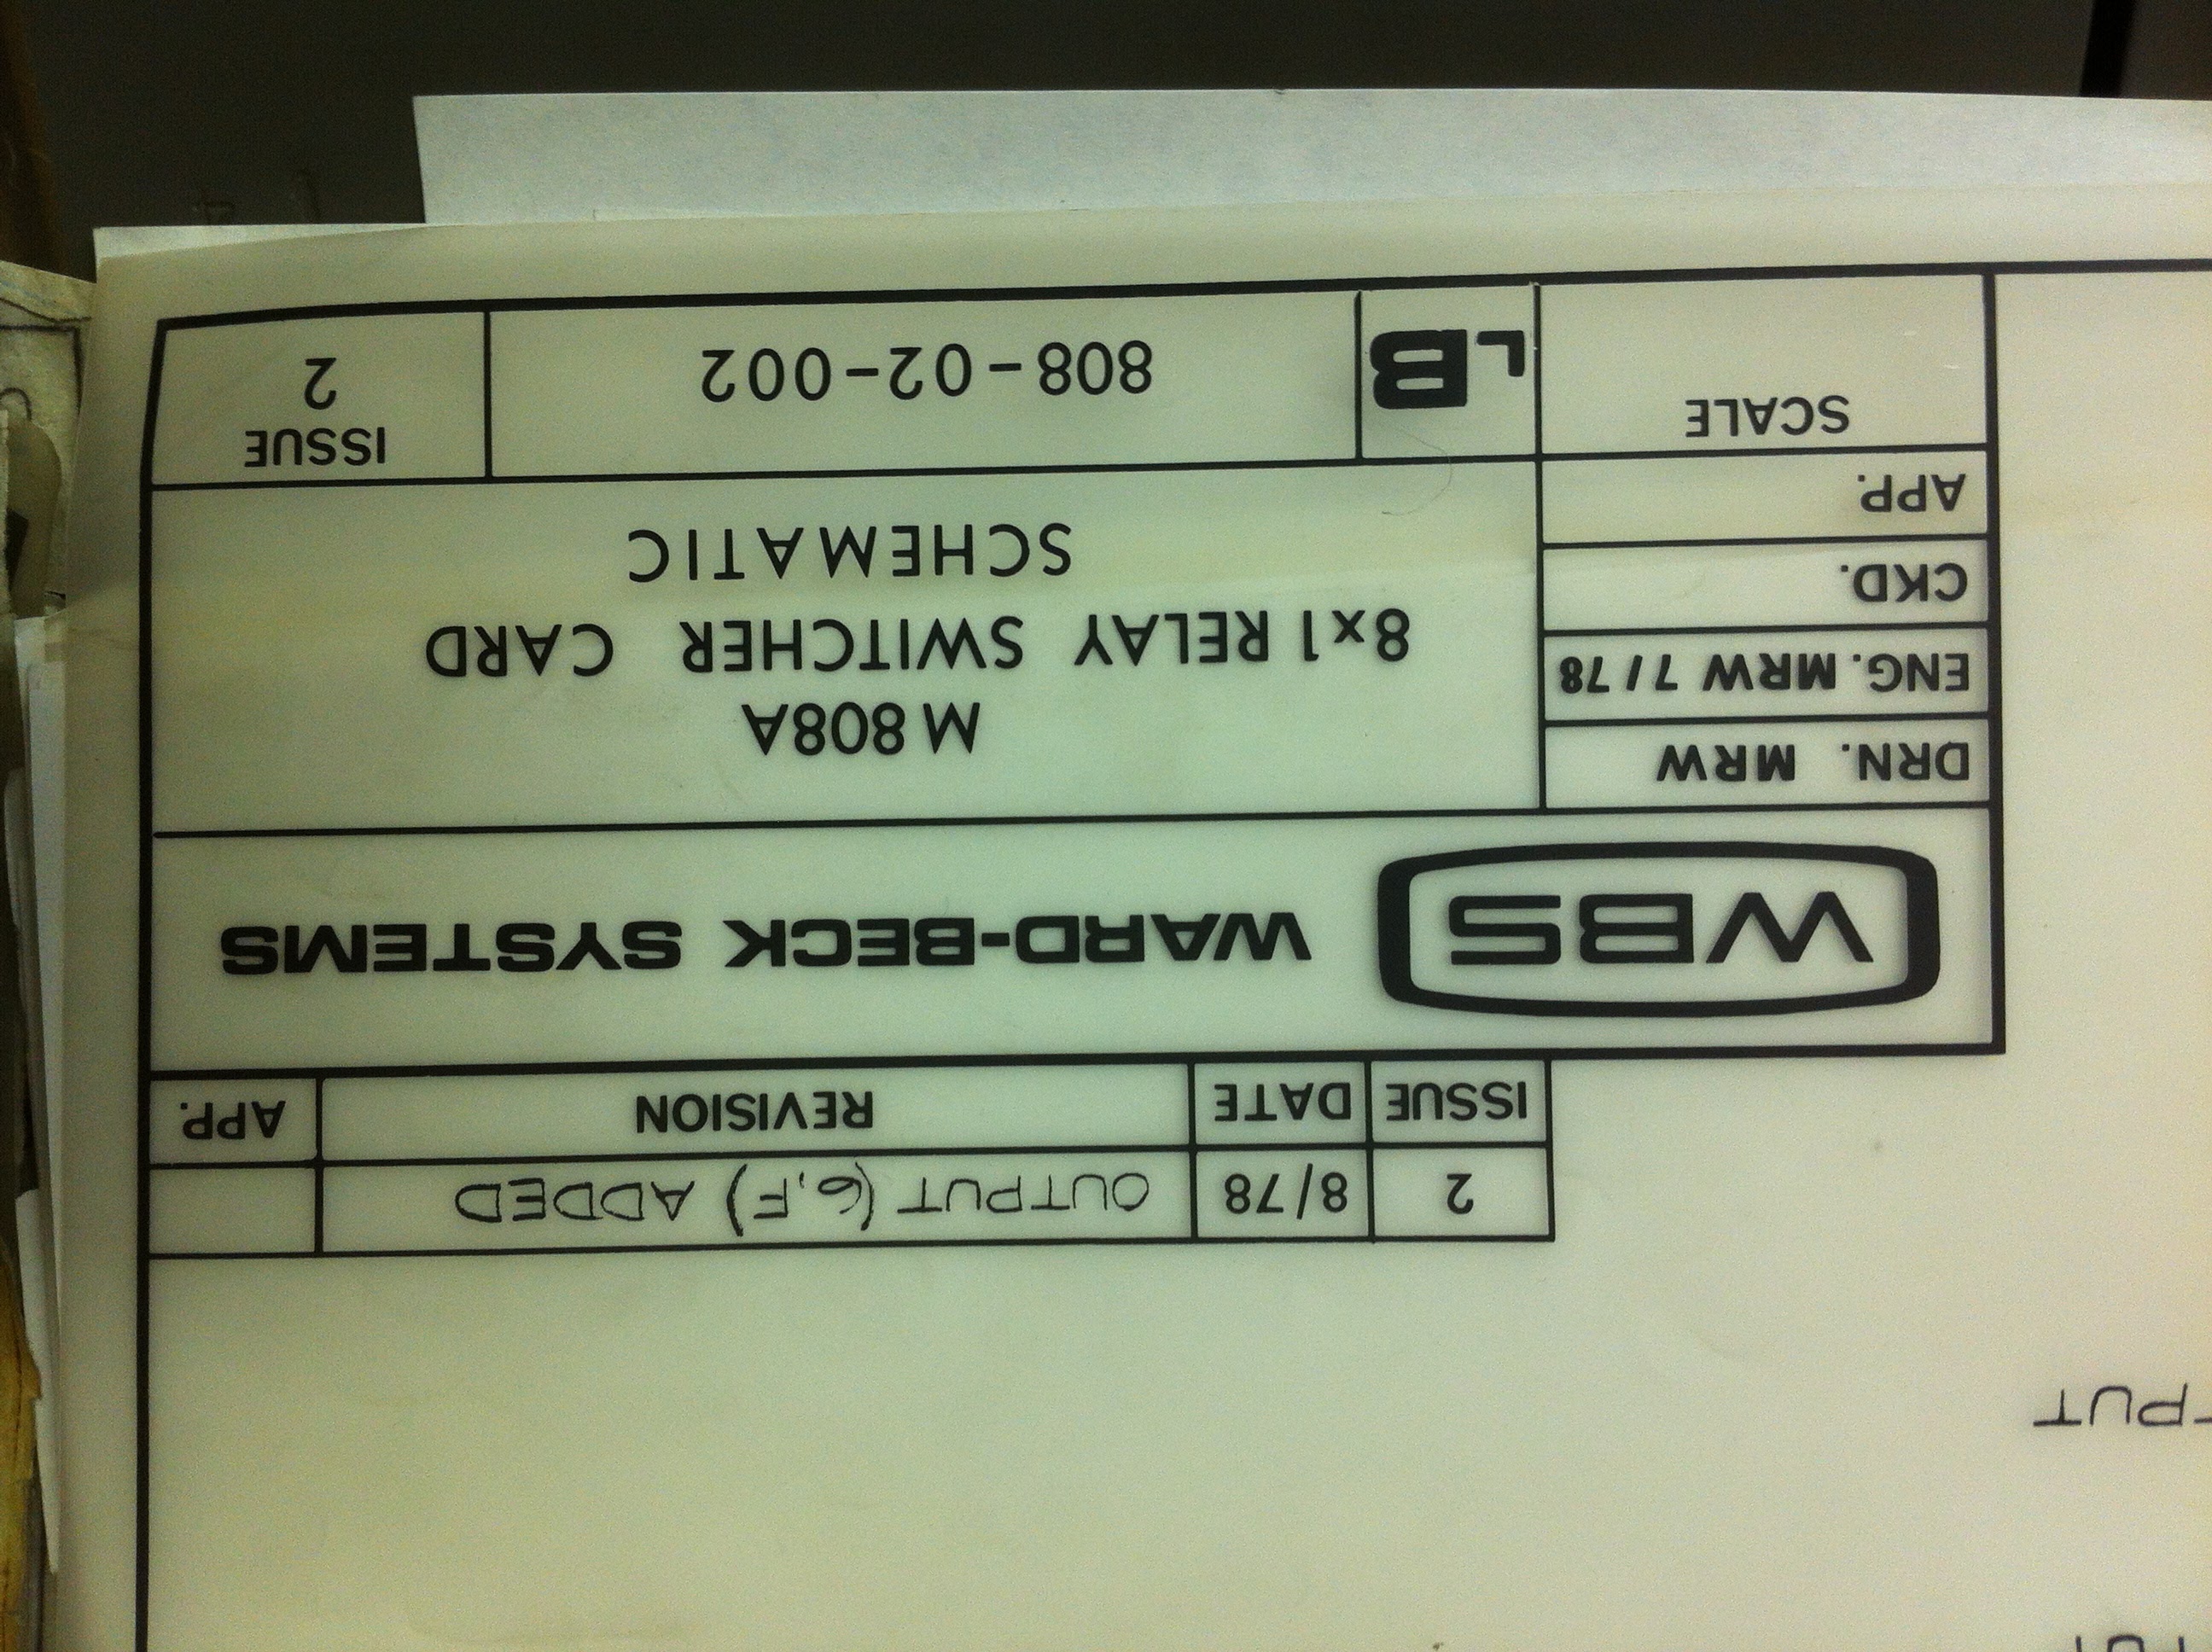 PUT
2 8/78 OUTPUT (6,F) ADDED
ISSUE DATE REVISION APP.
WBS WARD-BECK SYSTEMS
DRN. MRW
ENG. MRW 7/78
CKD.
APP.
SCALE
M 808A
8x1 RELAY SWITCHER CARD
SCHEMATIC
LB
808-02-002
ISSUE
2